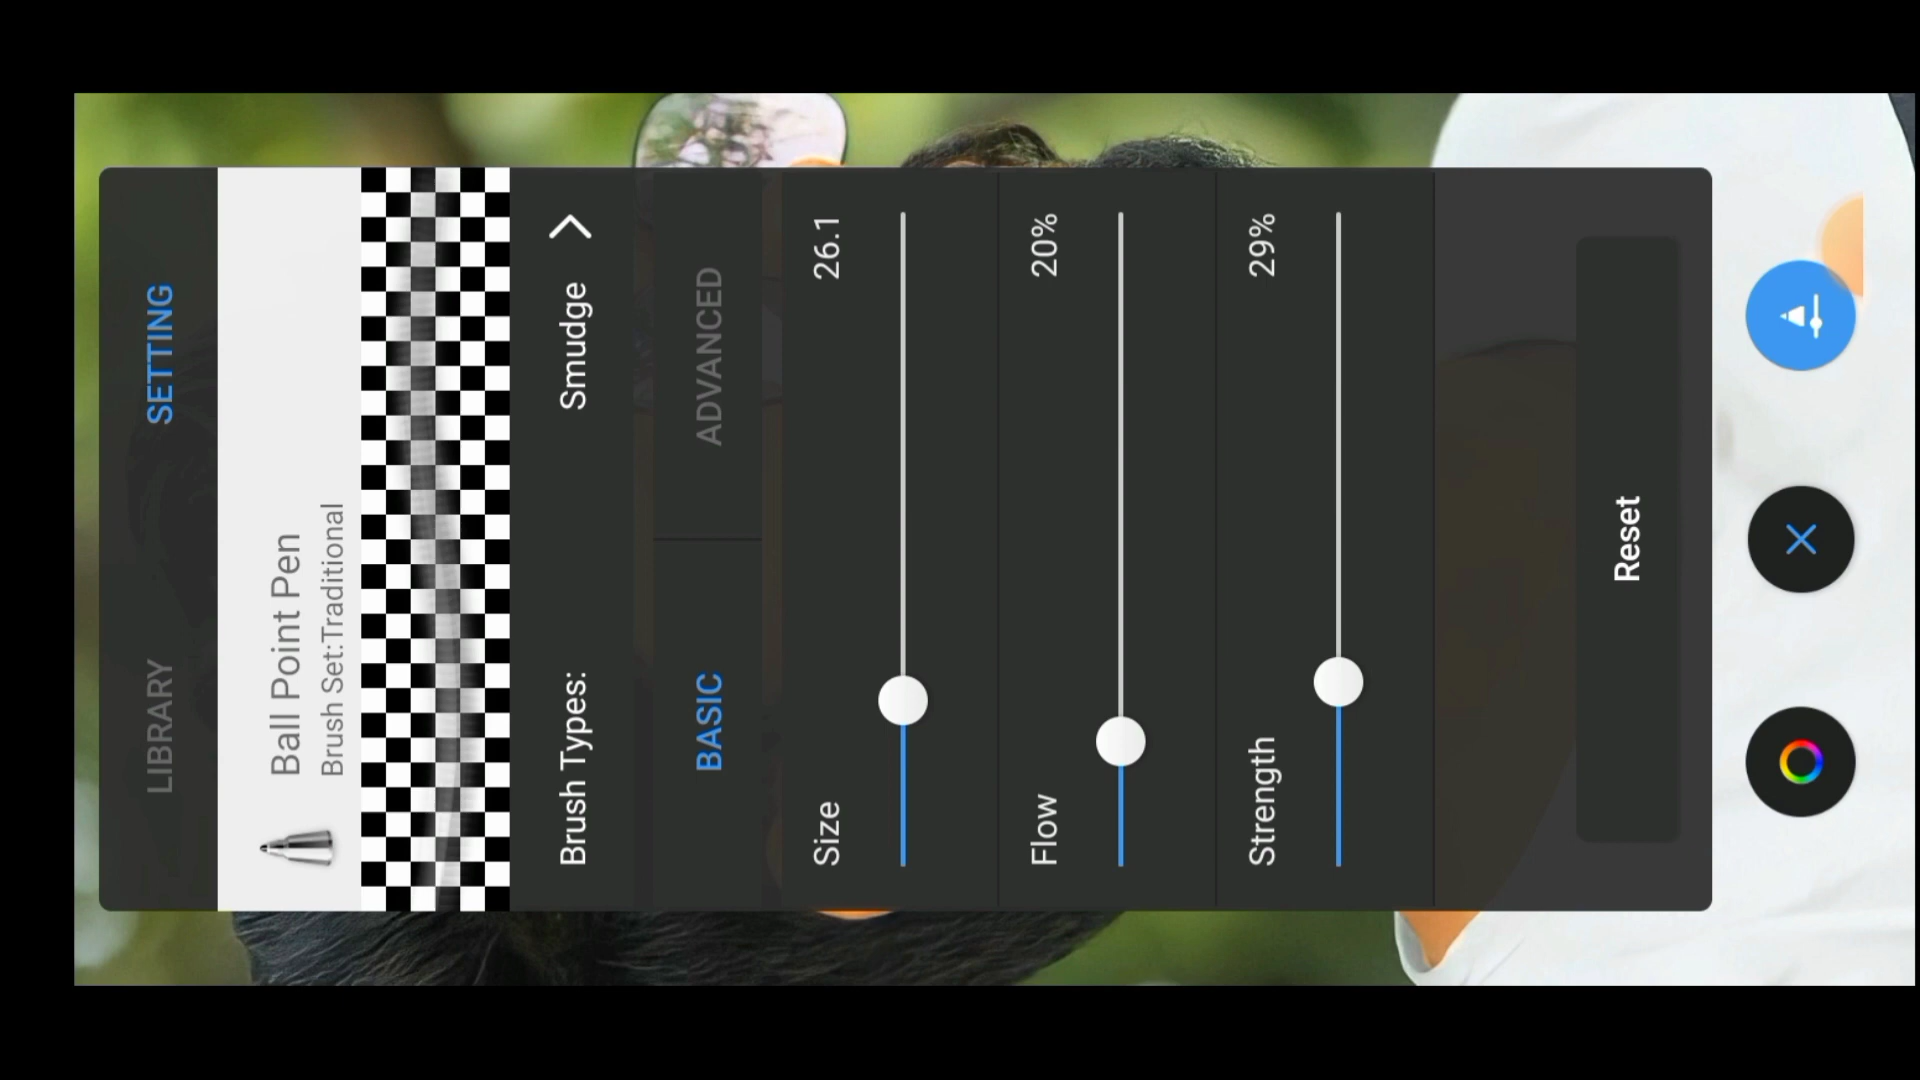 LIBRARY SETTING
Ball Point Pen
Brush Set:Traditional
Brush Types: Smudge
BASIC ADVANCED
Size 26.1
Flow 20%
Strength 29%
Reset